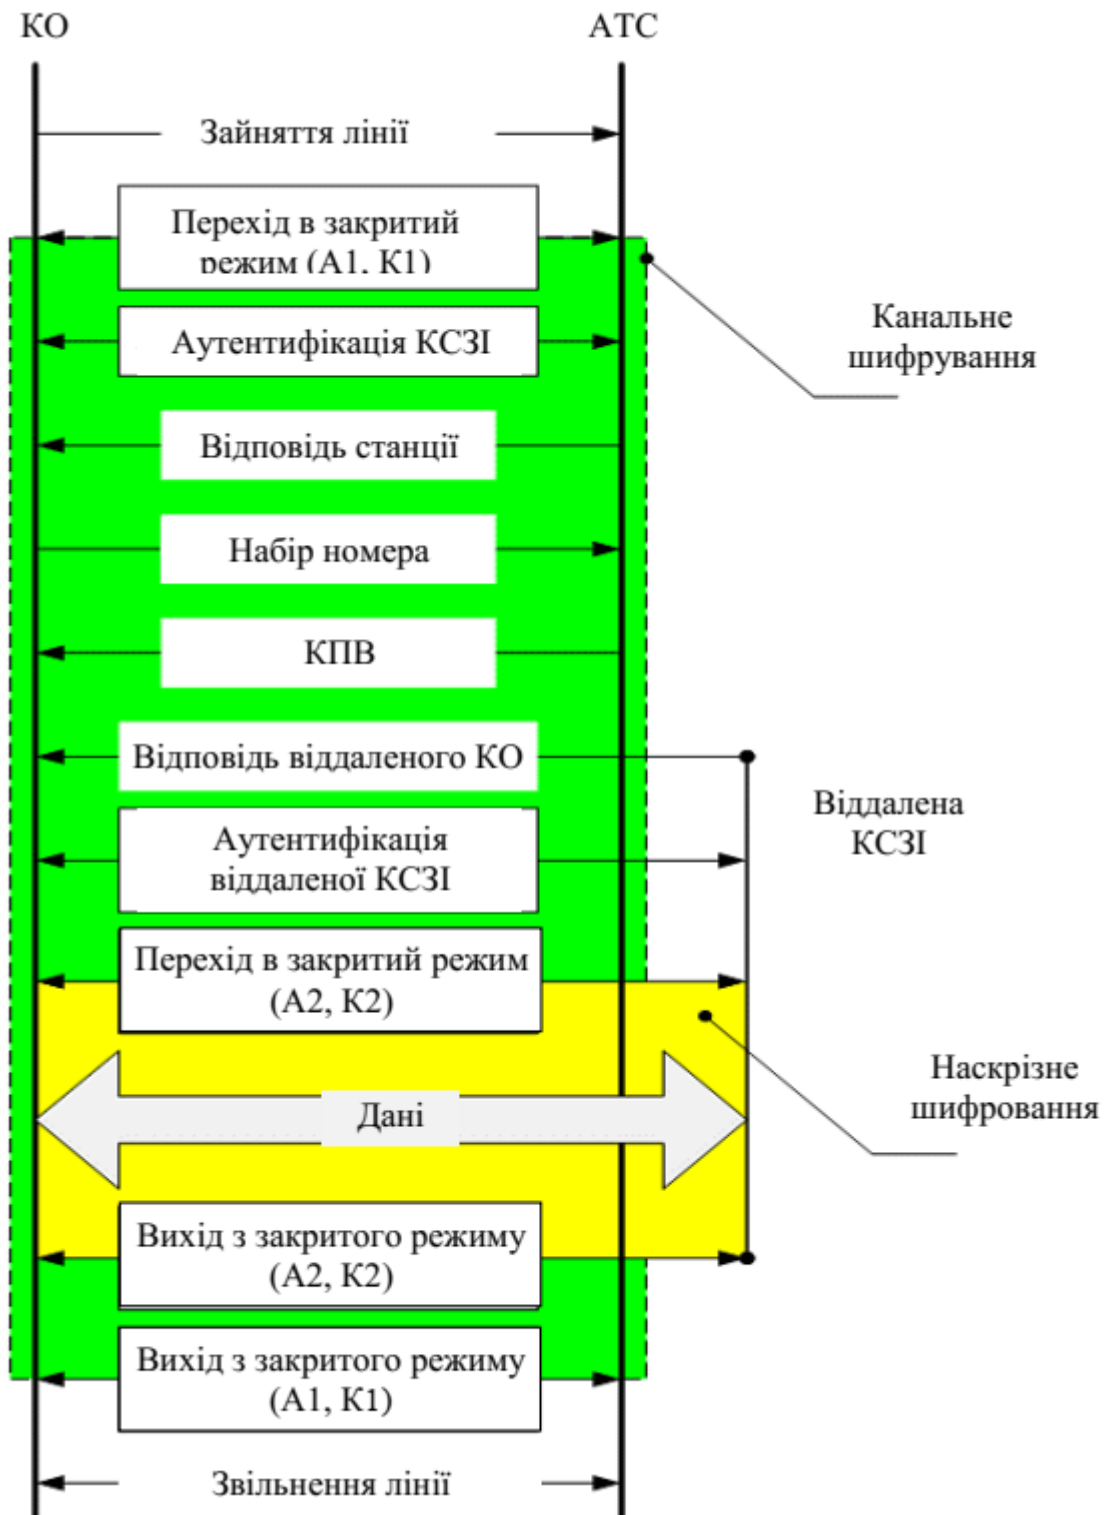 КО
АТС
Зайняття лінії
Перехід в закритий
режим (А1, К1)
Аутентифікація КСЗІ
Канальне
шифрування
Відповідь станції
Набір номера
КПВ
Відповідь віддаленого КО
Віддалена
КСЗІ
Аутентифікація
віддаленої КСЗІ
Перехід в закритий режим
(А2, К2)
Наскрізне
шифровання
Дані
Вихід з закритого режиму
(А2, К2)
Вихід з закритого режиму
(А1, К1)
Звільнення лінії